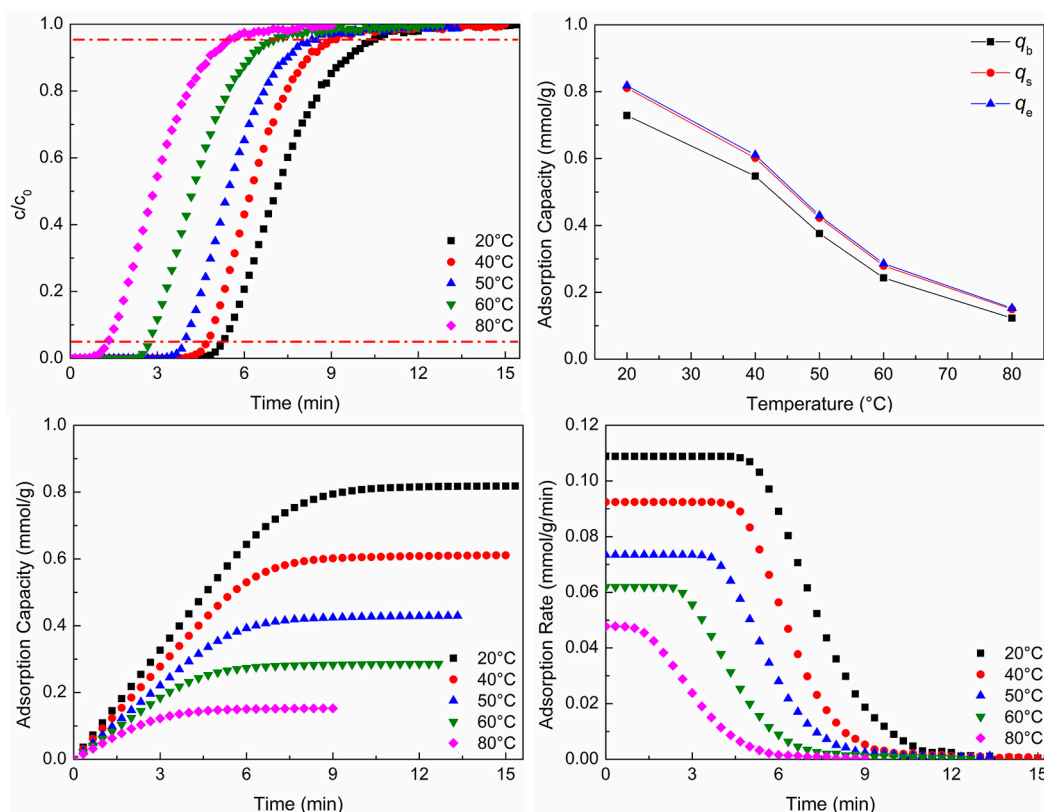 1.0
0.8
0.6
0.4
0.2
0.0
c/c0
0 3 6 9 12 15
Time (min)
20°C
40°C
50°C
60°C
80°C
1.0
0.8
0.6
0.4
0.2
0.0
Adsorption Capacity (mmol/g)
20 30 40 50 60 70 80
Temperature (°C)
qb
qs
qe
1.0
0.8
0.6
0.4
0.2
0.0
Adsorption Capacity (mmol/g)
0 3 6 9 12 15
Time (min)
20°C
40°C
50°C
60°C
80°C
0.12
0.10
0.08
0.06
0.04
0.02
0.00
Adsorption Rate (mmol/g/min)
0 3 6 9 12 15
Time (min)
20°C
40°C
50°C
60°C
80°C